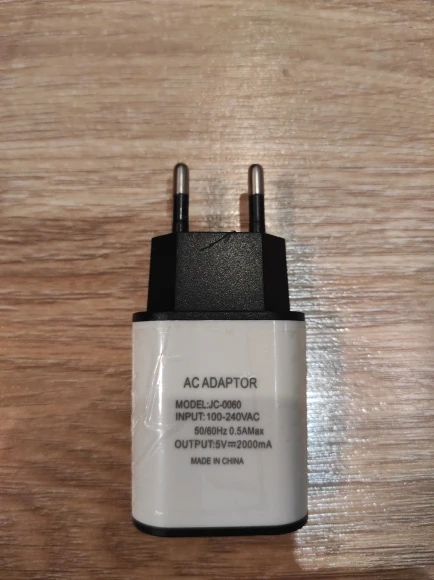 AC ADAPTOR
MODEL:JC-0060
INPUT:100-240VAC
50/60Hz 0.5AMax
OUTPUT:5V⎓2000mA
MADE IN CHINA